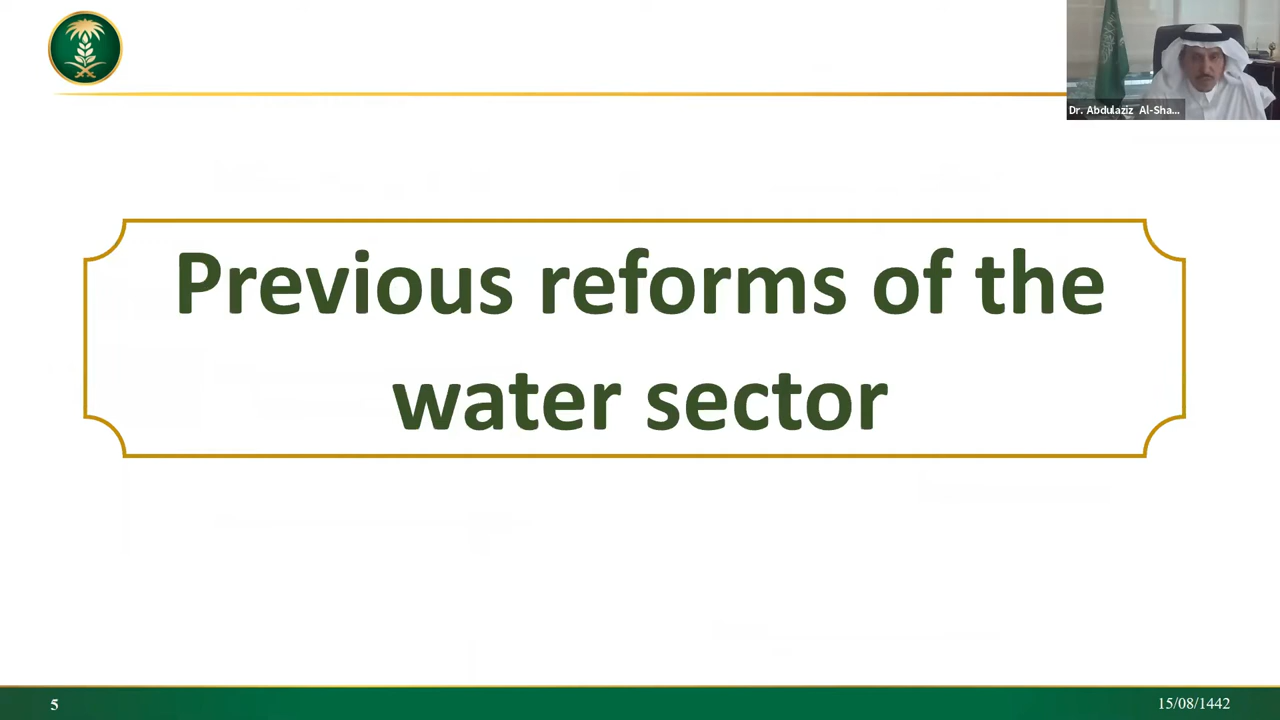 Dr. Abdulaziz Al-Sha...
Previous reforms of the
water sector
5
15/08/1442